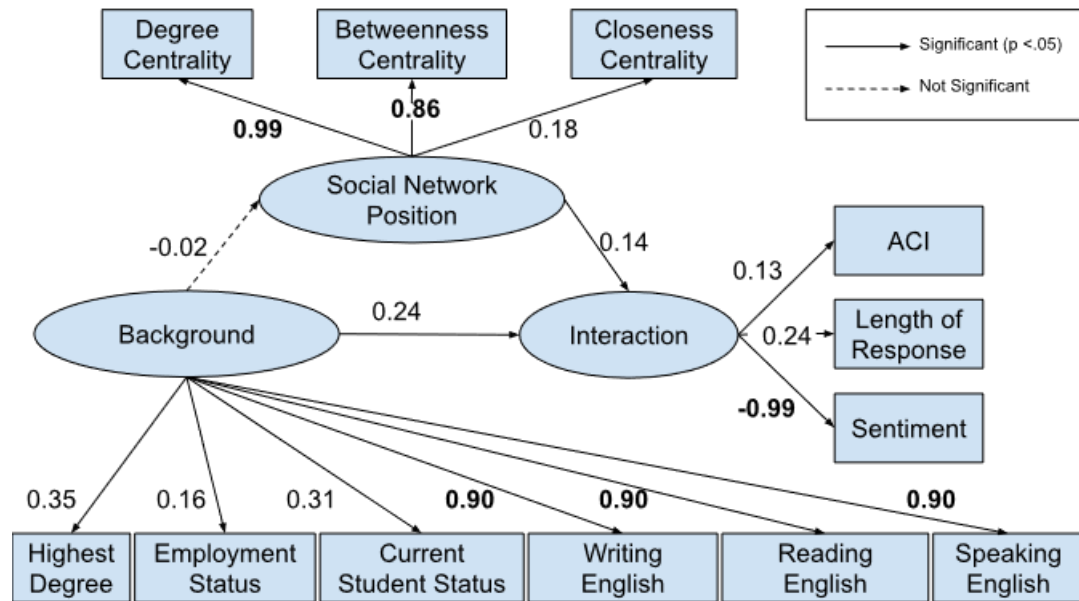 Degree
Centrality
Betweenness
Centrality
Closeness
Centrality
Significant (p <.05)
Not Significant
0.99
0.86
0.18
Social Network
Position
-0.02
0.14
ACI
0.13
Background
0.24
Interaction
0.24
Length of
Response
-0.99
Sentiment
0.35
0.16
0.31
0.90
0.90
0.90
Highest
Degree
Employment
Status
Current
Student Status
Writing
English
Reading
English
Speaking
English